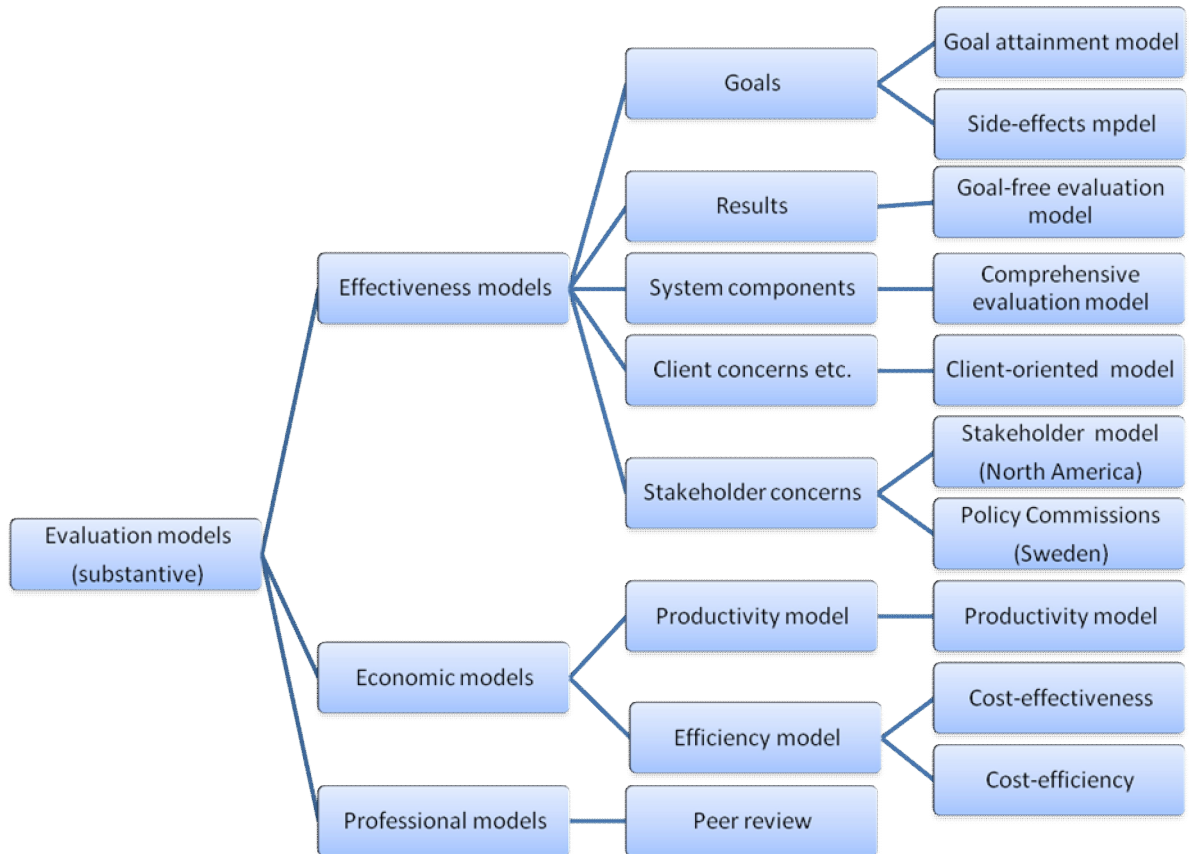 Goal attainment model
Goals
Side-effects mpdel
Goal-free evaluation
model
Results
Effectiveness models
System components
Comprehensive
evaluation model
Client concerns etc.
Client-oriented model
Stakeholder model
(North America)
Stakeholder concerns
Policy Commissions
(Sweden)
Evaluation models
(substantive)
Productivity model
Productivity model
Economic models
Cost-effectiveness
Efficiency model
Cost-efficiency
Professional models
Peer review